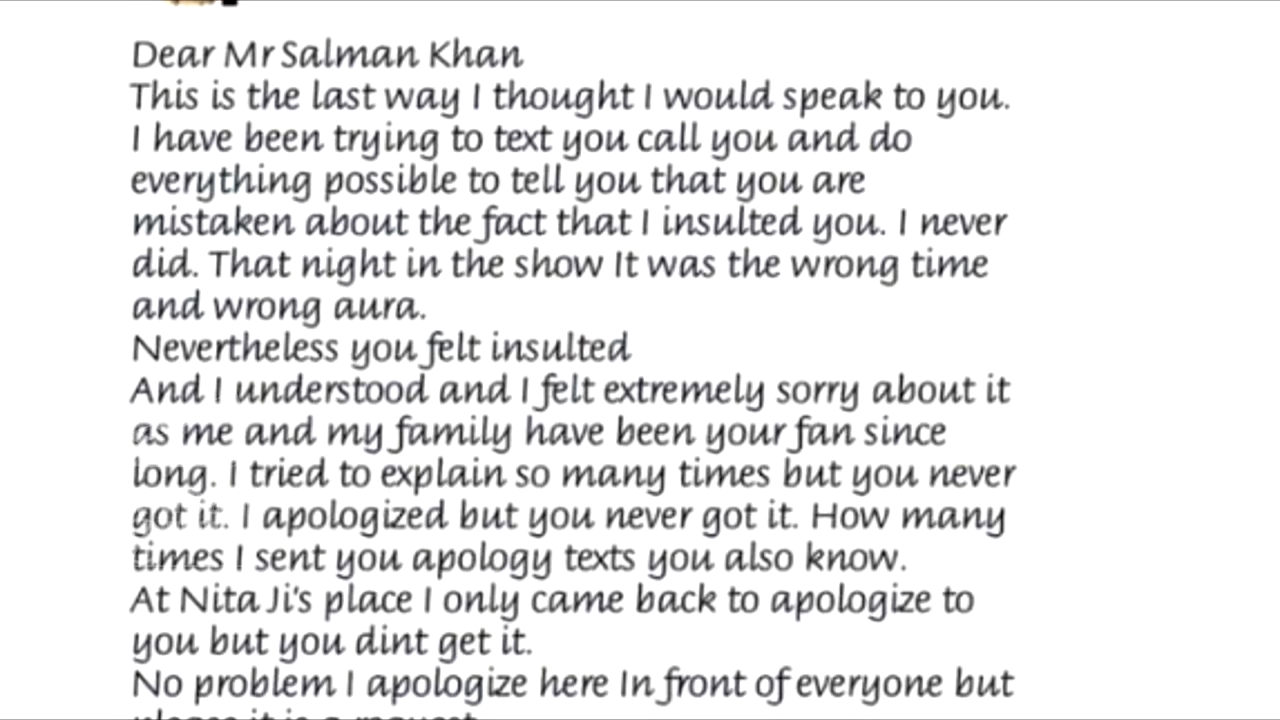 Dear Mr Salman Khan
This is the last way I thought I would speak to you.
I have been trying to text you call you and do
everything possible to tell you that you are
mistaken about the fact that I insulted you. I never
did. That night in the show It was the wrong time
and wrong aura.
Nevertheless you felt insulted
And I understood and I felt extremely sorry about it
as me and my family have been your fan since
long. I tried to explain so many times but you never
got it. I apologized but you never got it. How many
times I sent you apology texts you also know.
At Nita Ji's place I only came back to apologize to
you but you dint get it.
No problem I apologize here In front of everyone but
please it is a request